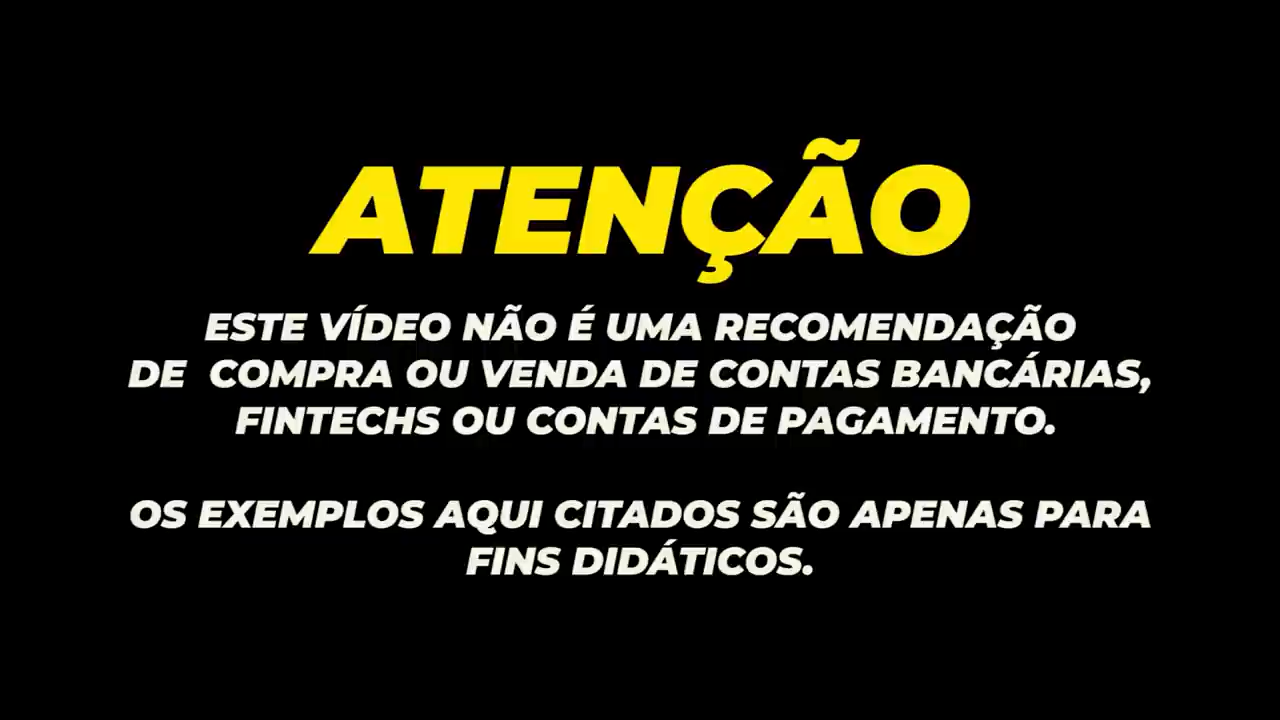 ATENÇÃO
ESTE VÍDEO NÃO É UMA RECOMENDAÇÃO
DE COMPRA OU VENDA DE CONTAS BANCÁRIAS,
FINTECHS OU CONTAS DE PAGAMENTO.
OS EXEMPLOS AQUI CITADOS SÃO APENAS PARA
FINS DIDÁTICOS.